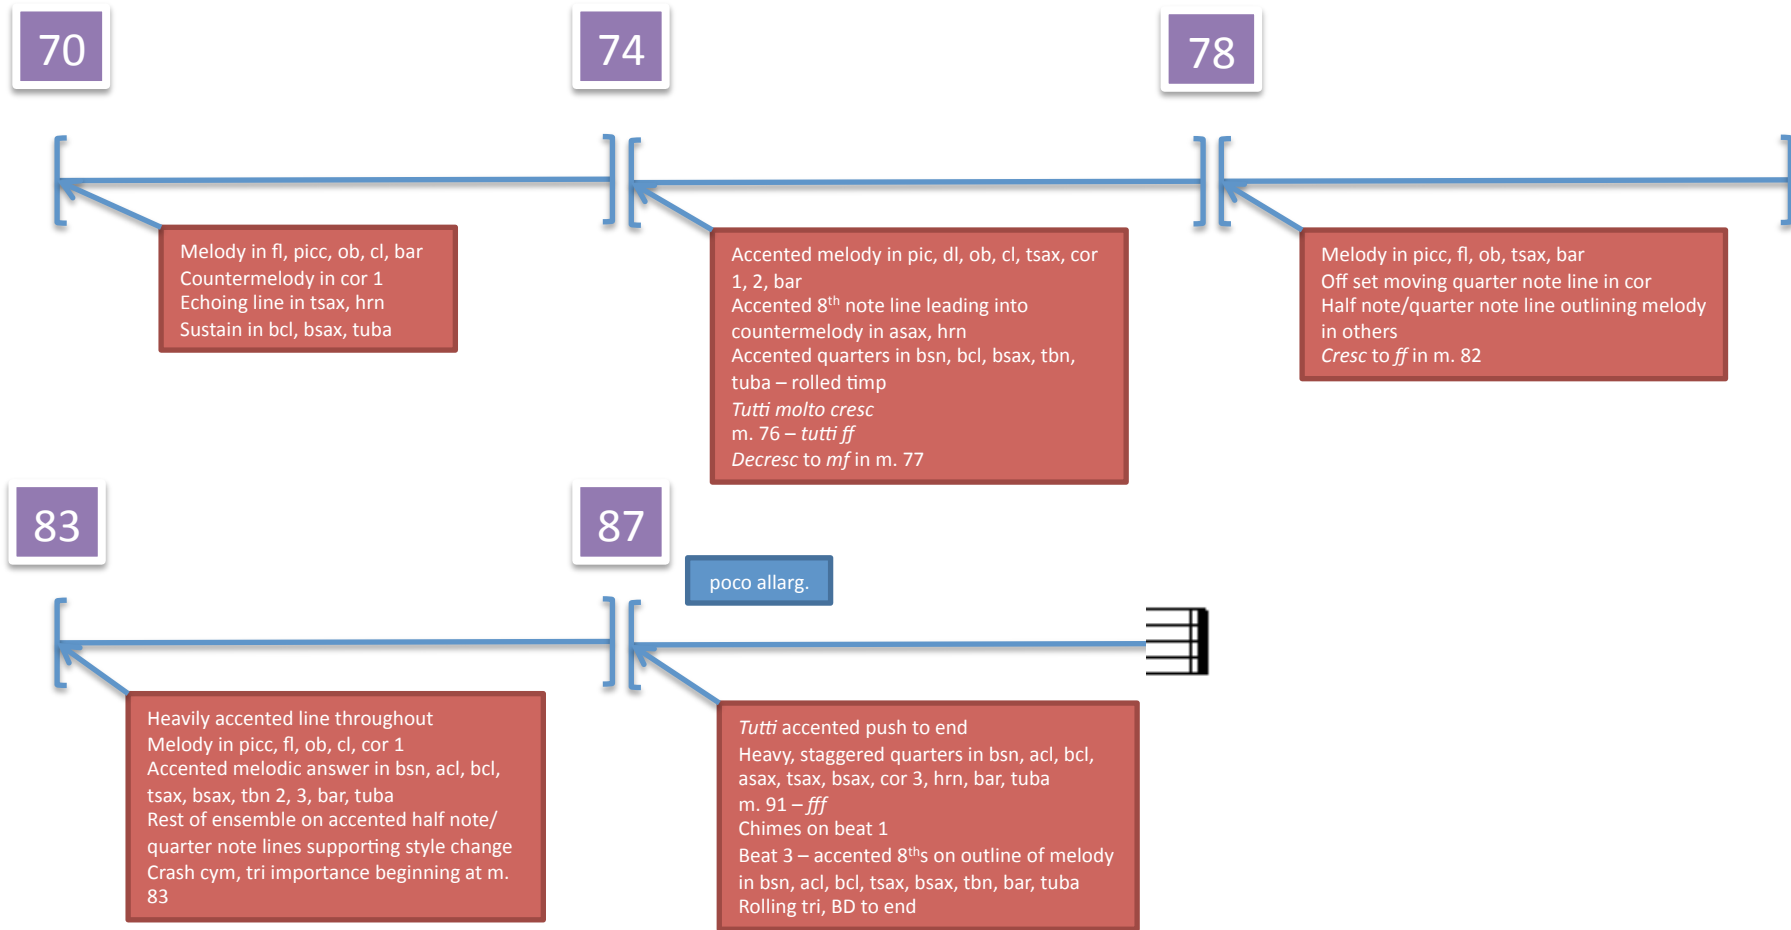 70
74
78
Melody in fl, picc, ob, cl, bar
Countermelody in cor 1
Echoing line in tsax, hrn
Sustain in bcl, bsax, tuba
Accented melody in pic, dl, ob, cl, tsax, cor
1, 2, bar
Accented 8th note line leading into
countermelody in asax, hrn
Accented quarters in bsn, bcl, bsax, tbn,
tuba – rolled timp
Tutti molto cresc
m. 76 – tutti ff
Decresc to mf in m. 77
Melody in picc, fl, ob, tsax, bar
Off set moving quarter note line in cor
Half note/quarter note line outlining melody
in others
Cresc to ff in m. 82
83
87
poco allarg.
Heavily accented line throughout
Melody in picc, fl, ob, cl, cor 1
Accented melodic answer in bsn, acl, bcl,
tsax, bsax, tbn 2, 3, bar, tuba
Rest of ensemble on accented half note/
quarter note lines supporting style change
Crash cym, tri importance beginning at m.
83
Tutti accented push to end
Heavy, staggered quarters in bsn, acl, bcl,
asax, tsax, bsax, cor 3, hrn, bar, tuba
m. 91 – fff
Chimes on beat 1
Beat 3 – accented 8ths on outline of melody
in bsn, acl, bcl, tsax, bsax, tbn, bar, tuba
Rolling tri, BD to end